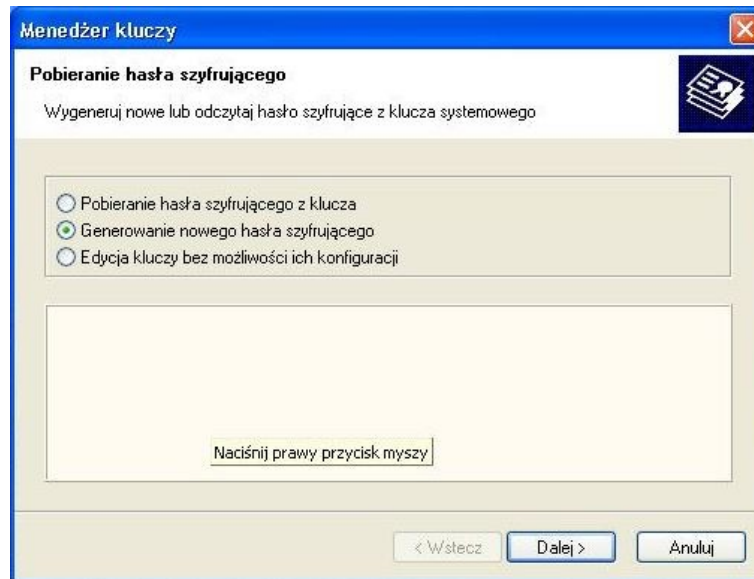 Menedżer kluczy
Pobieranie hasła szyfrującego
Wygeneruj nowe lub odczytaj hasło szyfrujące z klucza systemowego
Pobieranie hasła szyfrującego z klucza
Generowanie nowego hasła szyfrującego
Edycja kluczy bez możliwości ich konfiguracji
Naciśnij prawy przycisk myszy
< Wstecz Dalej > Anuluj